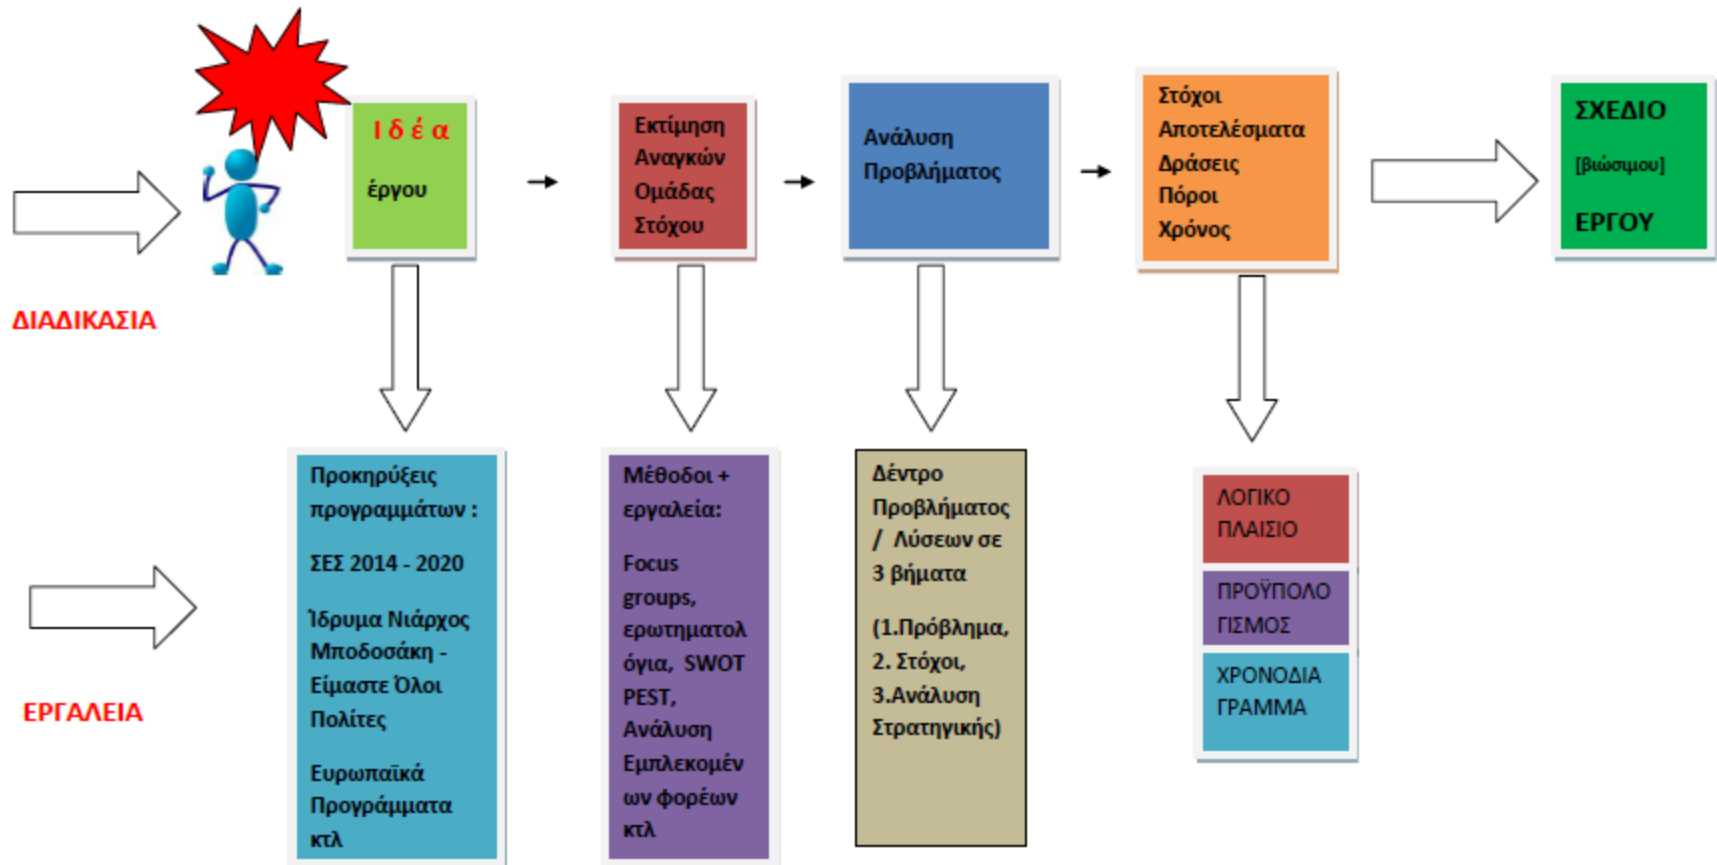 Ι δ έ α
έργου
Εκτίμηση
Αναγκών
Ομάδας
Στόχου
Ανάλυση
Προβλήματος
Στόχοι
Αποτελέσματα
Δράσεις
Πόροι
Χρόνος
ΣΧΕΔΙΟ
[βιώσιμου]
ΕΡΓΟΥ
ΔΙΑΔΙΚΑΣΙΑ
Προκηρύξεις
προγραμμάτων :
ΣΕΣ 2014 - 2020
Ίδρυμα Νιάρχος
Μποδοσάκη -
Είμαστε Όλοι
Πολίτες
Ευρωπαϊκά
Προγράμματα
κτλ
Μέθοδοι +
εργαλεία:
Focus
groups,
ερωτηματολ
όγια, SWOT
PEST,
Ανάλυση
Εμπλεκομέν
ων φορέων
κτλ
Δέντρο
Προβλήματος
/ Λύσεων σε
3 βήματα
(1.Πρόβλημα,
2. Στόχοι,
3.Ανάλυση
Στρατηγικής)
ΛΟΓΙΚΟ
ΠΛΑΙΣΙΟ
ΠΡΟΫΠΟΛΟ
ΓΙΣΜΟΣ
ΧΡΟΝΟΔΙΑ
ΓΡΑΜΜΑ
ΕΡΓΑΛΕΙΑ